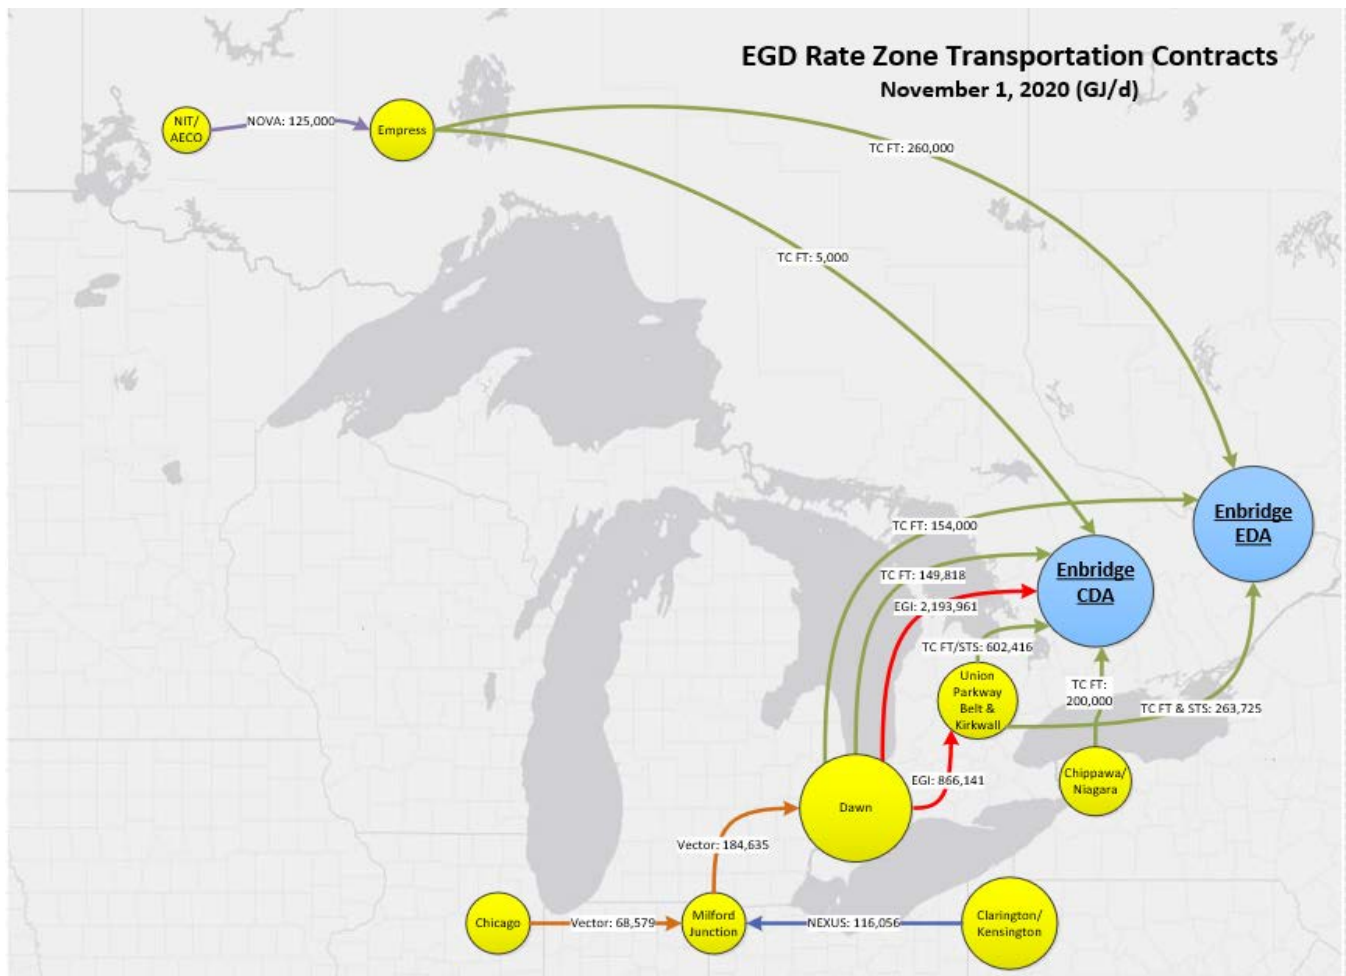 EGD Rate Zone Transportation Contracts
November 1, 2020 (GJ/d)
NIT/
AECO
NOVA: 125,000
Empress
TC FT: 260,000
TC FT: 5,000
Enbridge
EDA
TC FT: 154,000
Enbridge
CDA
TC FT: 149,818
EGI: 2,193,961
TC FT/STS: 602,416
Union
Parkway
Belt &
Kirkwall
TC FT:
200,000
TC FT & STS: 263,725
Chippawa/
Niagara
EGI: 866,141
Dawn
Vector: 184,635
Chicago
Vector: 68,579
Milford
Junction
NEXUS: 116,056
Clarington/
Kensington